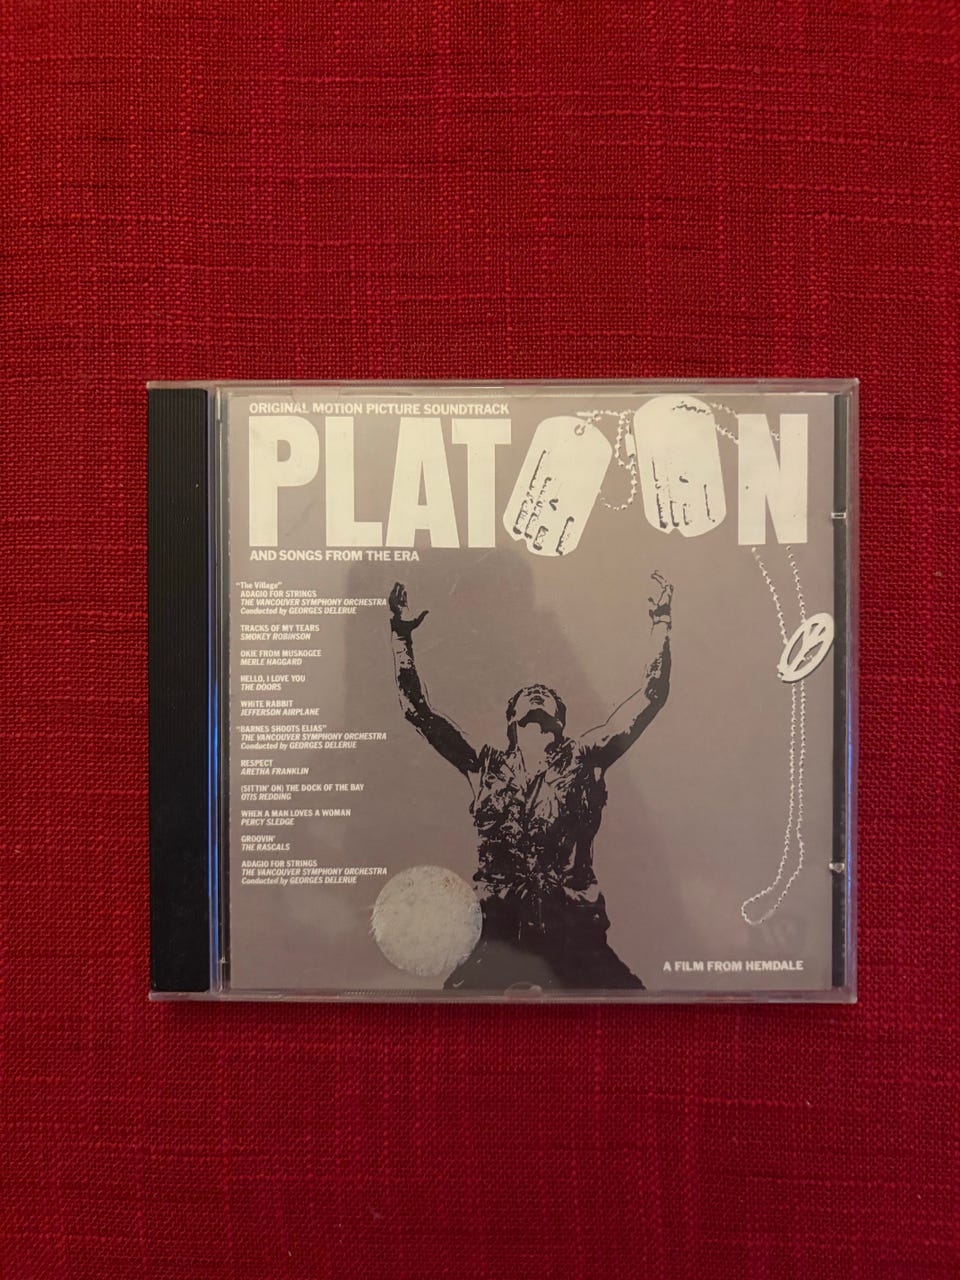 ORIGINAL MOTION PICTURE SOUNDTRACK
PLATOON
AND SONGS FROM THE ERA
"The Village"
ADAGIO FOR STRINGS
THE VANCOUVER SYMPHONY ORCHESTRA
Conducted by GEORGES DELERUE
TRACKS OF MY TEARS
SMOKEY ROBINSON
OKIE FROM MUSKOGEE
MERLE HAGGARD
HELLO, I LOVE YOU
THE DOORS
WHITE RABBIT
JEFFERSON AIRPLANE
"BARNES SHOOTS ELIAS"
THE VANCOUVER SYMPHONY ORCHESTRA
Conducted by GEORGES DELERUE
RESPECT
ARETHA FRANKLIN
(SITTIN' ON) THE DOCK OF THE BAY
OTIS REDDING
WHEN A MAN LOVES A WOMAN
PERCY SLEDGE
GROOVIN'
THE RASCALS
ADAGIO FOR STRINGS
THE VANCOUVER SYMPHONY ORCHESTRA
Conducted by GEORGES DELERUE
A FILM FROM HEMDALE